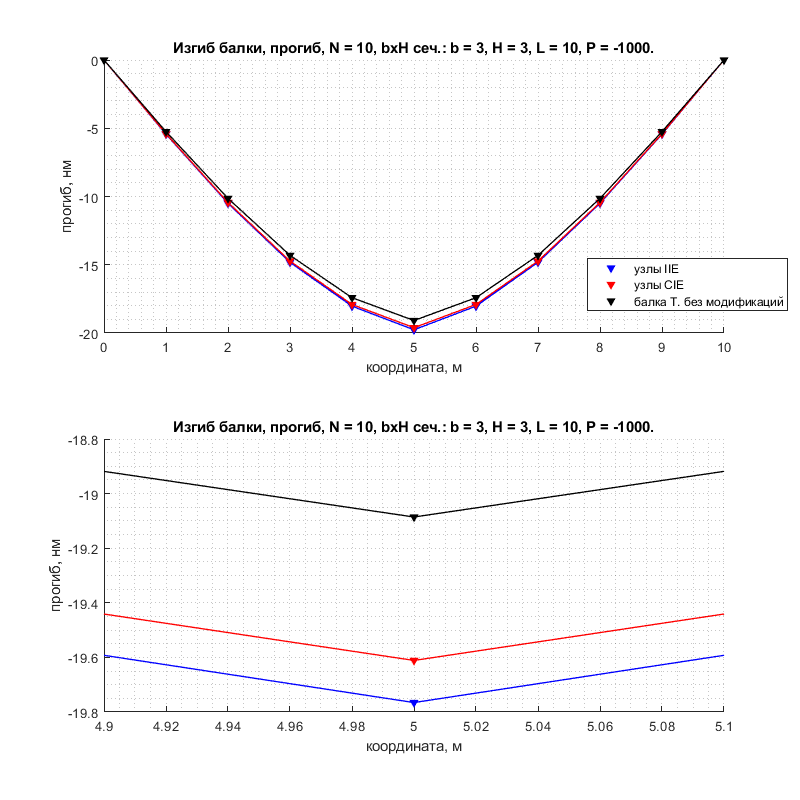 Изгиб балки, прогиб, N = 10, bxH сеч.: b = 3, H = 3, L = 10, P = -1000.
0
-5
-10
-15
-20
прогиб, нм
узлы IIE
узлы CIE
балка Т. без модификаций
0 1 2 3 4 5 6 7 8 9 10
координата, м
Изгиб балки, прогиб, N = 10, bxH сеч.: b = 3, H = 3, L = 10, P = -1000.
-18.8
-19
-19.2
-19.4
-19.6
-19.8
прогиб, нм
4.9 4.92 4.94 4.96 4.98 5 5.02 5.04 5.06 5.08 5.1
координата, м